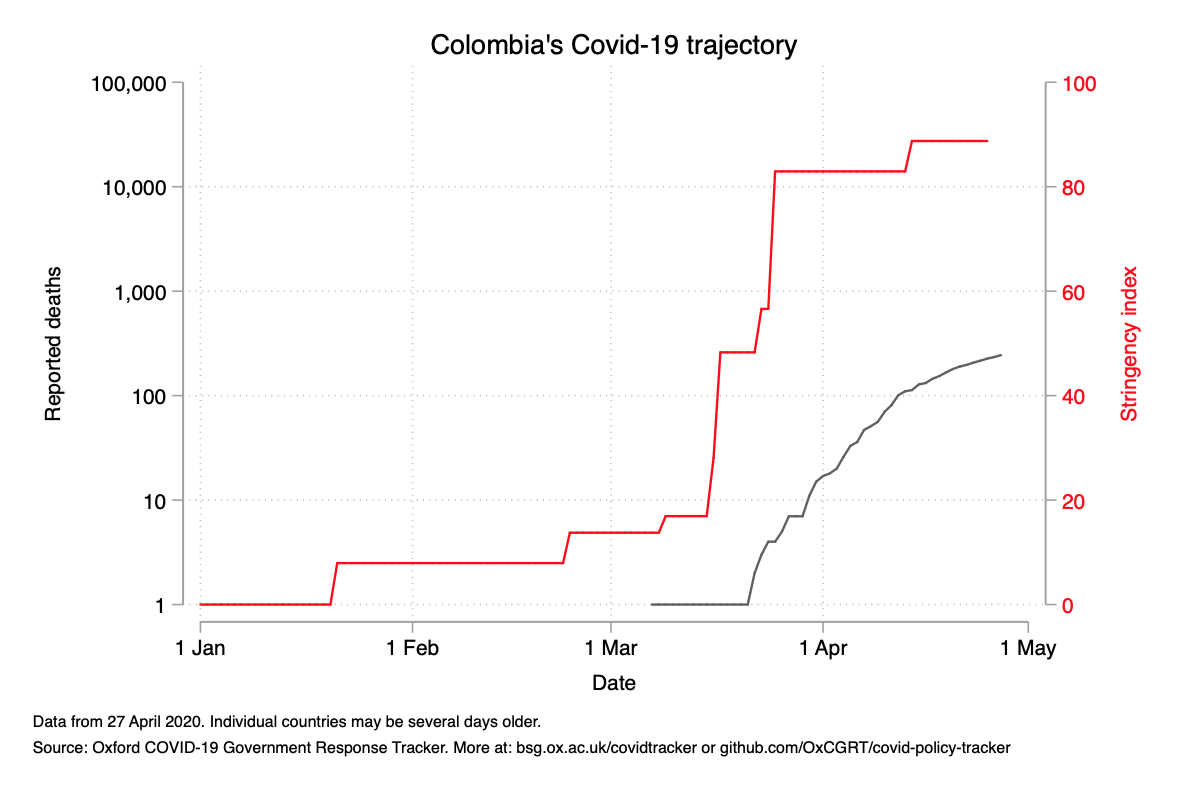 Colombia's Covid-19 trajectory
100,000
10,000
1,000
100
10
1
Reported deaths
100
80
60
40
20
0
Stringency index
1 Jan
1 Feb
1 Mar
1 Apr
1 May
Date
Data from 27 April 2020. Individual countries may be several days older.
Source: Oxford COVID-19 Government Response Tracker. More at: bsg.ox.ac.uk/covidtracker or github.com/OxCGRT/covid-policy-tracker